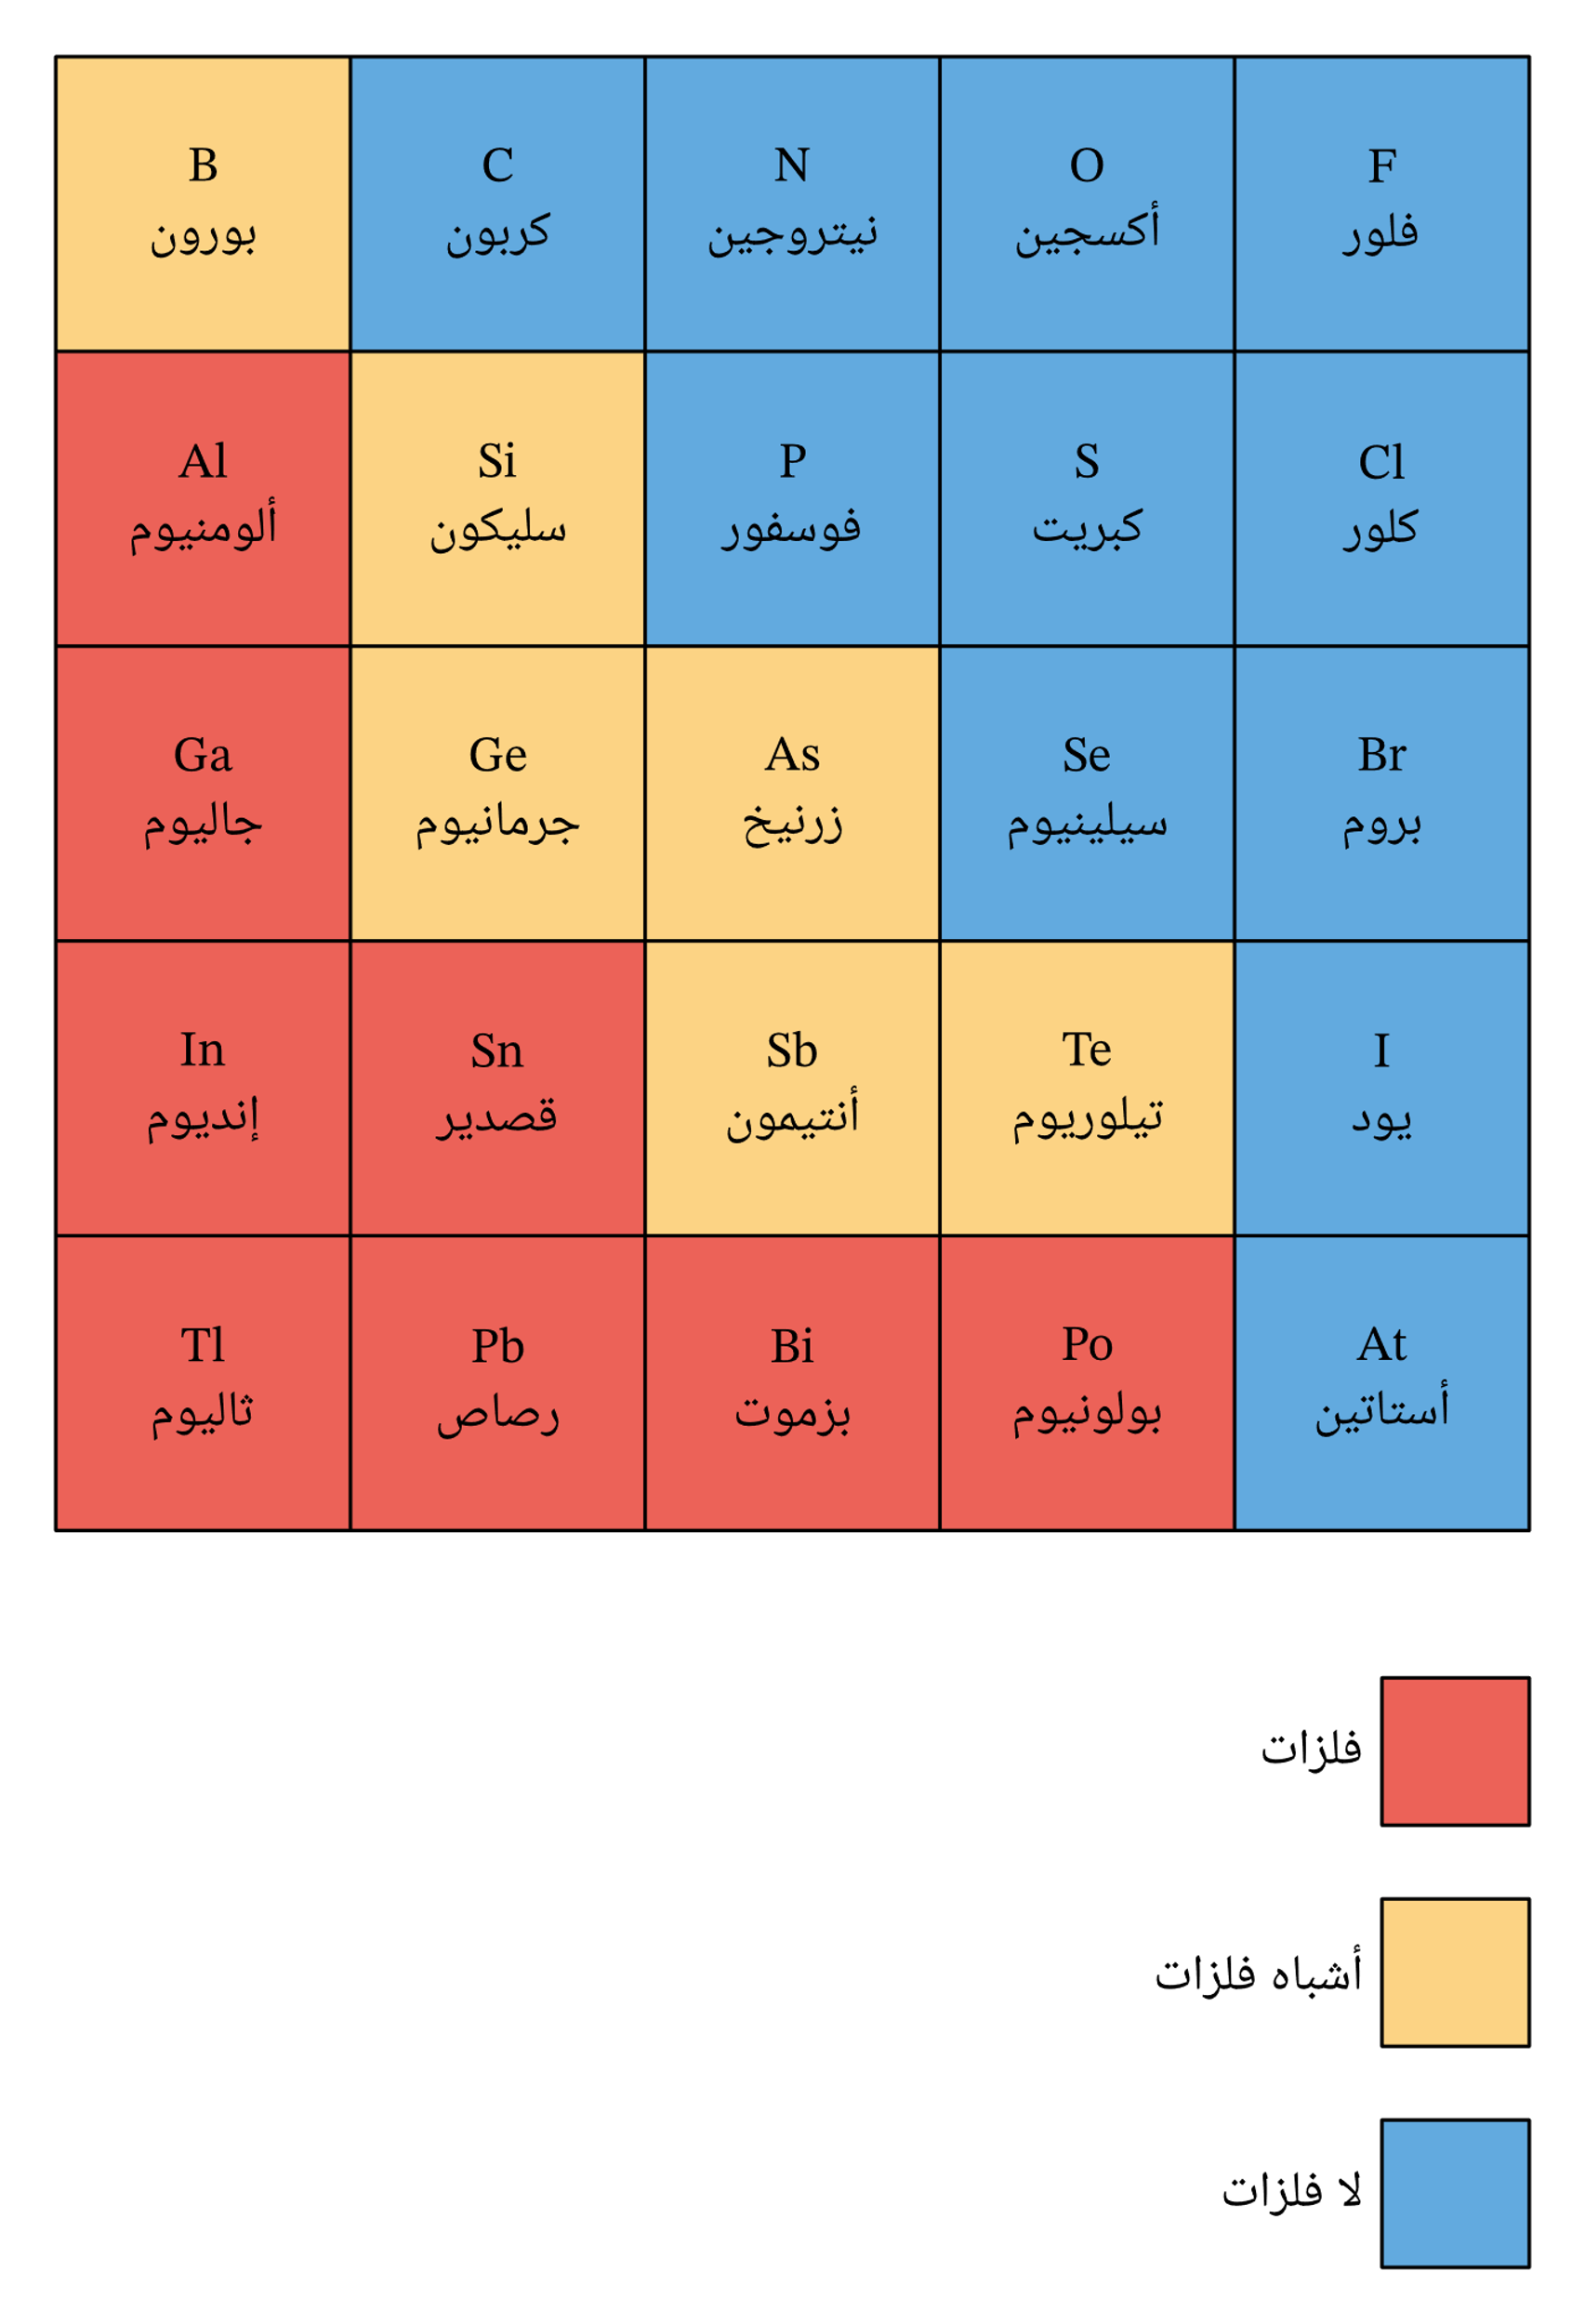 B
بورون
C
كربون
N
نيتروجين
O
أكسجين
F
فلور
Al
ألومنيوم
Si
سليكون
P
فوسفور
S
كبريت
Cl
كلور
Ga
جاليوم
Ge
جرمانيوم
As
زرنيخ
Se
سيلينيوم
Br
بروم
In
إنديوم
Sn
قصدير
Sb
أنتيمون
Te
تيلوريوم
I
يود
Tl
ثاليوم
Pb
رصاص
Bi
بزموت
Po
بولونيوم
At
أستاتين
فلزات
أشباه فلزات
لا فلزات